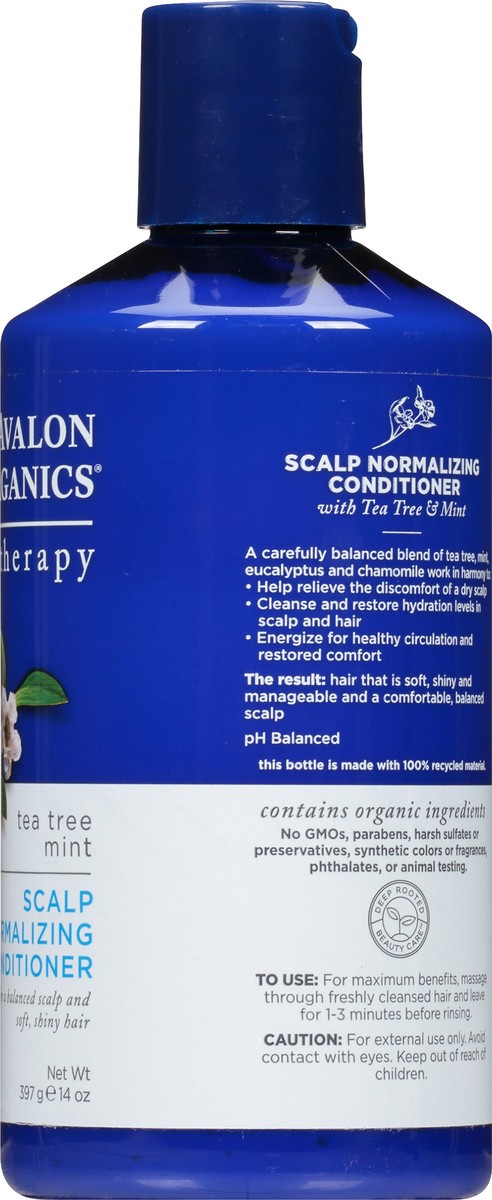 AVALON
GANICS®
therapy
tea tree
mint
SCALP
RMALIZING
NDITIONER
a balanced scalp and
soft, shiny hair
Net Wt
397 g ℮ 14 oz
SCALP NORMALIZING
CONDITIONER
with Tea Tree & Mint
A carefully balanced blend of tea tree, mint,
eucalyptus and chamomile work in harmony to:
• Help relieve the discomfort of a dry scalp
• Cleanse and restore hydration levels in
scalp and hair
• Energize for healthy circulation and
restored comfort
The result: hair that is soft, shiny and
manageable and a comfortable, balanced
scalp
pH Balanced
this bottle is made with 100% recycled material.
contains organic ingredients
No GMOs, parabens, harsh sulfates or
preservatives, synthetic colors or fragrances,
phthalates, or animal testing.
DEEP ROOTED
BEAUTY CARE™
TO USE: For maximum benefits, massage
through freshly cleansed hair and leave
for 1-3 minutes before rinsing.
CAUTION: For external use only. Avoid
contact with eyes. Keep out of reach of
children.